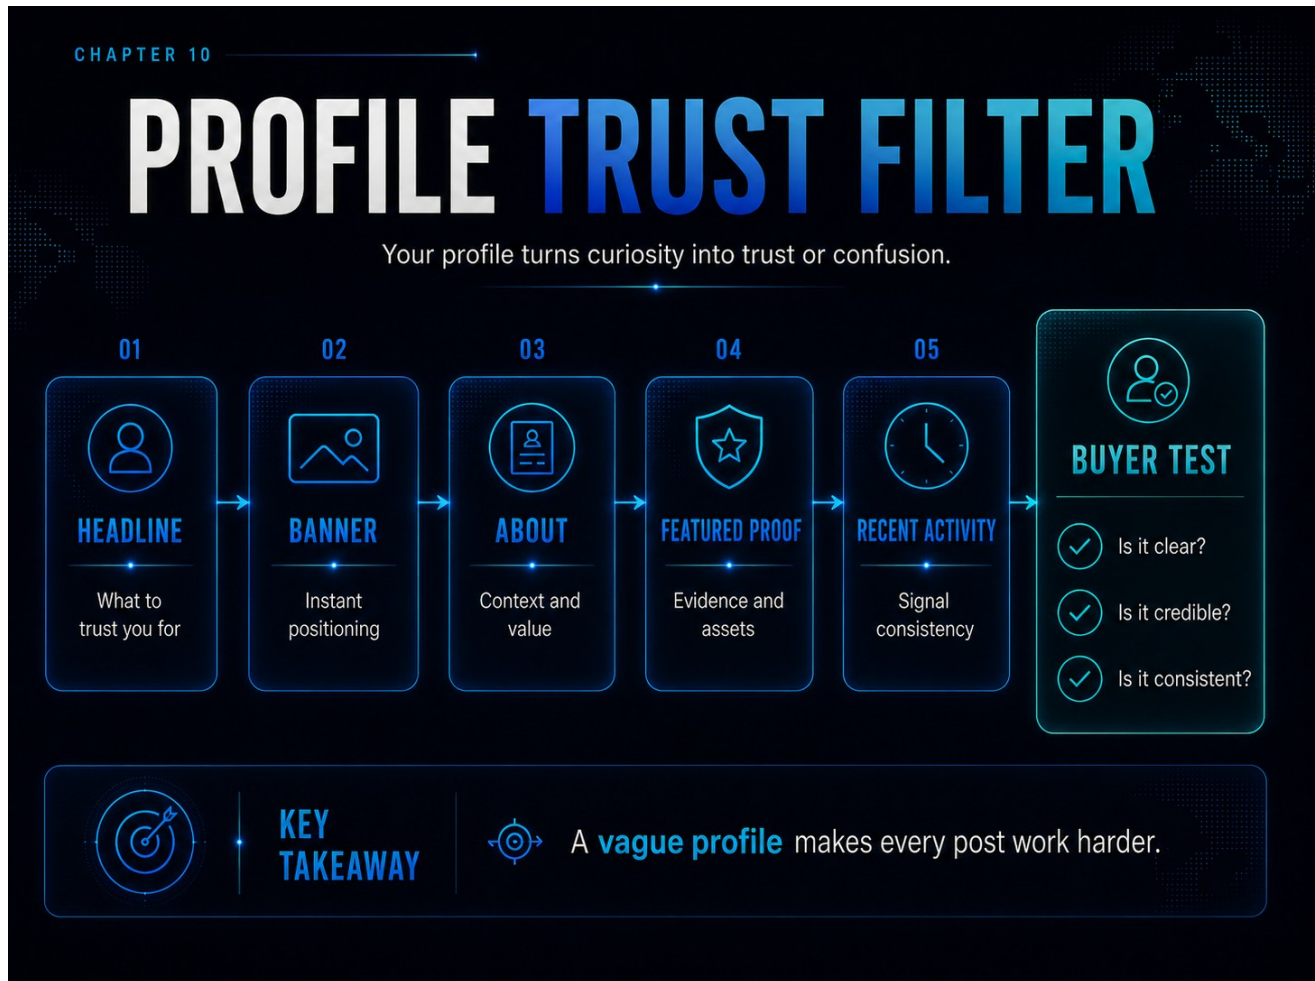 CHAPTER 10
PROFILE TRUST FILTER
Your profile turns curiosity into trust or confusion.
01
HEADLINE
What to
trust you for
02
BANNER
Instant
positioning
03
ABOUT
Context and
value
04
FEATURED PROOF
Evidence and
assets
05
RECENT ACTIVITY
Signal
consistency
BUYER TEST
Is it clear?
Is it credible?
Is it consistent?
KEY
TAKEAWAY
A vague profile makes every post work harder.